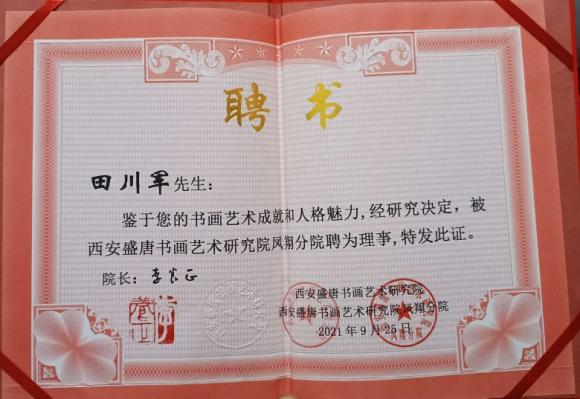 聘书
田川军先生:
鉴于您的书画艺术成就和人格魅力,经研究决定，被
西安盛唐书画艺术研究院凤翔分院聘为理事,特发此证。
院长:
西安盛唐书画艺术研究院
西安盛唐书画艺术研究院凤翔分院
2021年9月25日